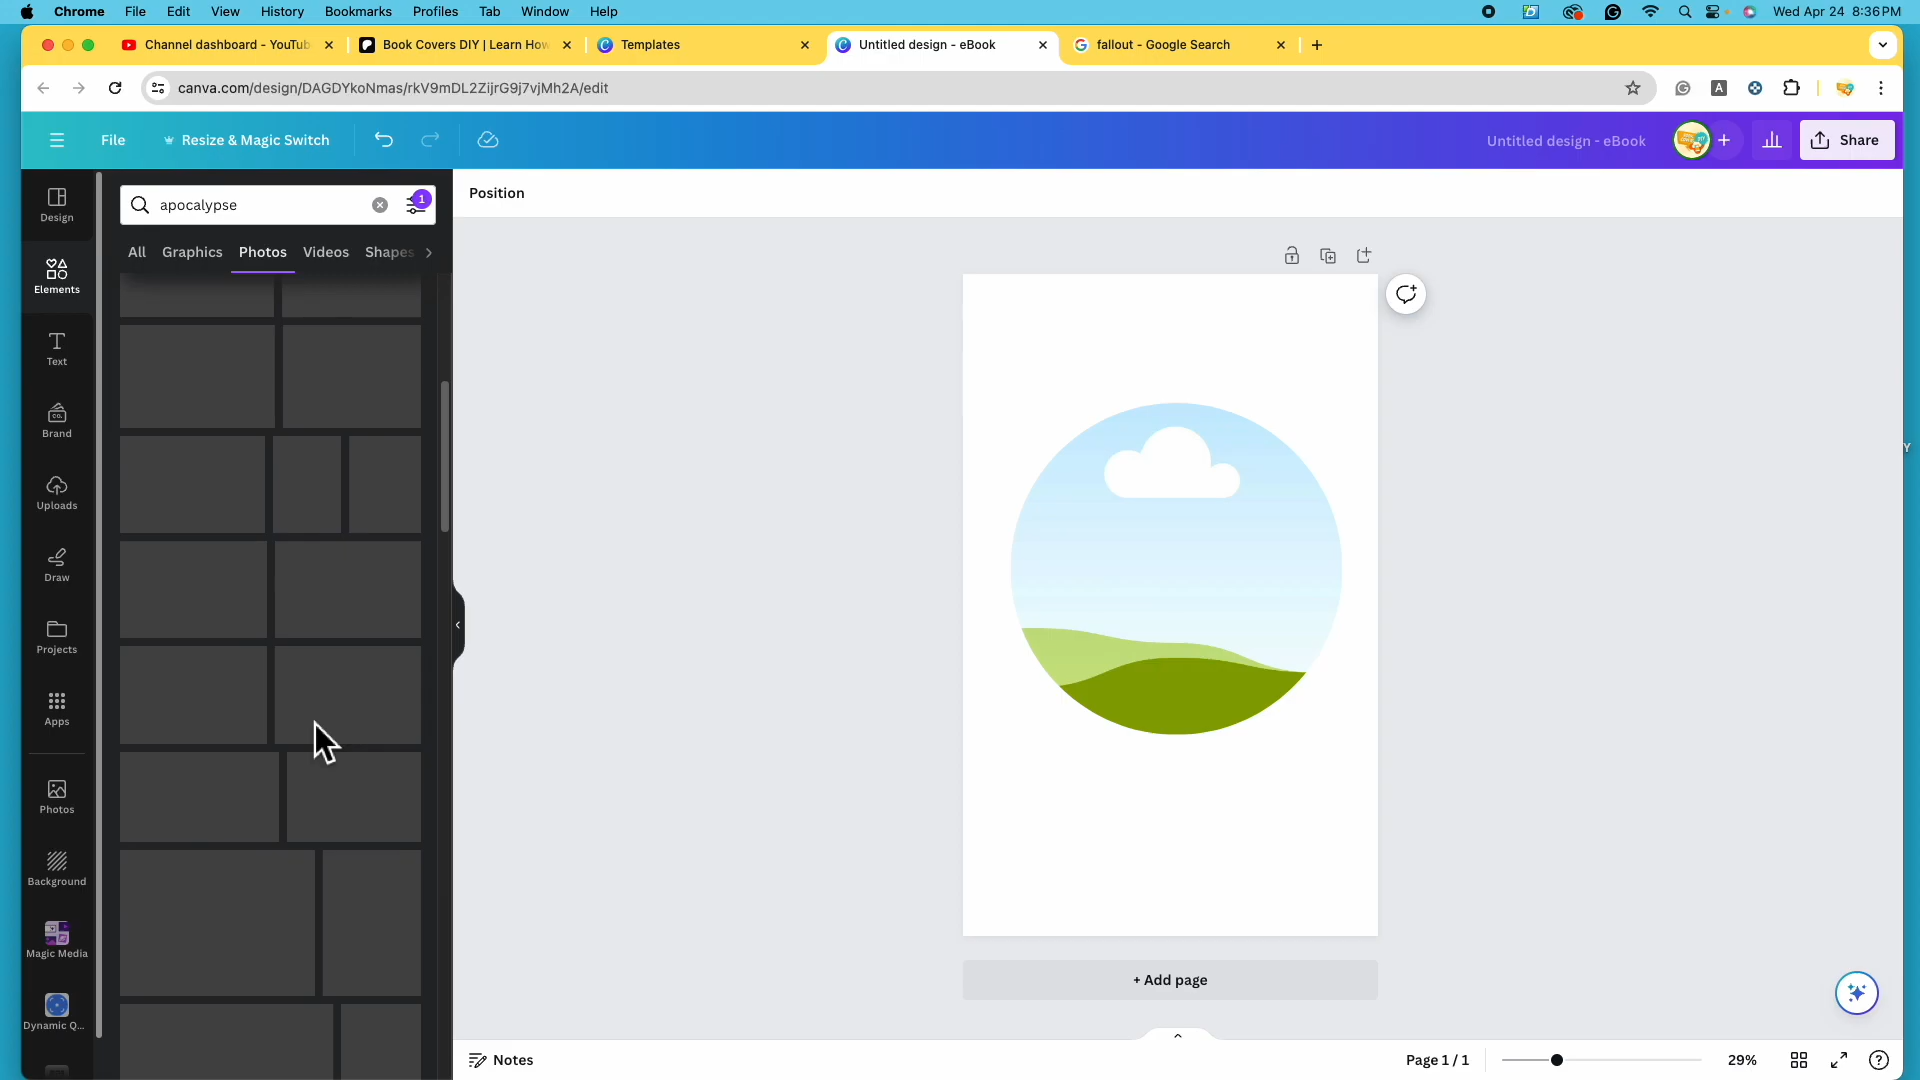 Chrome File Edit View History Bookmarks Profiles Tab Window Help Wed Apr 24 8:36 PM
Channel dashboard - YouTub Book Covers DIY | Learn How Templates Untitled design - eBook fallout - Google Search
canva.com/design/DAGDYkoNmas/rkV9mDL2ZijrG9j7vjMh2A/edit
File Resize & Magic Switch Untitled design - eBook Share
Design
apocalypse 1
Position
All Graphics Photos Videos Shapes
Elements
Text
Brand
CO.
Uploads
Draw
Projects
Apps
Photos
Background
Magic Media
Dynamic Q...
+ Add page
Notes Page 1 / 1 29%